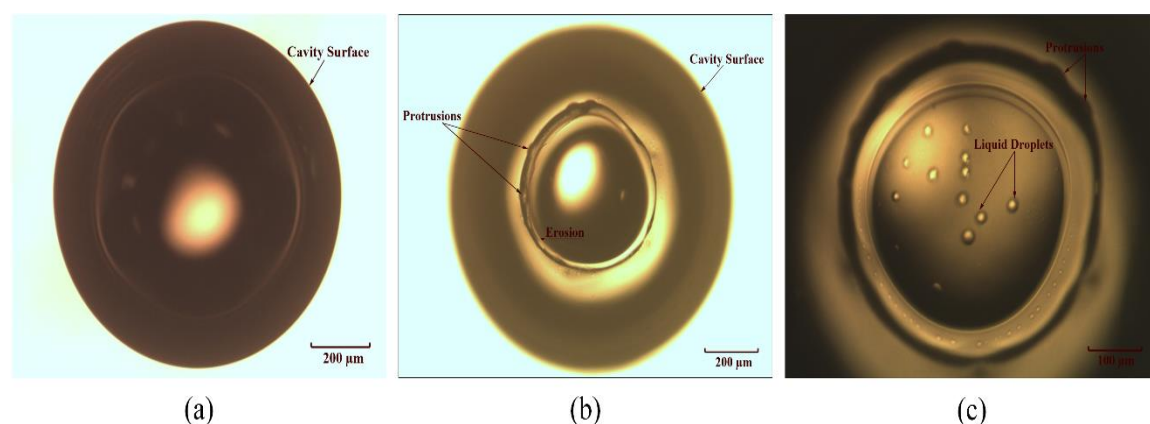 Cavity Surface
200 µm
(a)
Cavity Surface
Protrusions
Erosion
200 µm
(b)
Protrusions
Liquid Droplets
100 µm
(c)